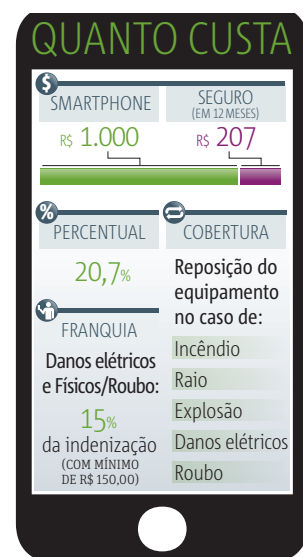 QUANTO CUSTA
$
SMARTPHONE
R$ 1.000
SEGURO
(EM 12 MESES)
R$ 207
%
PERCENTUAL
20,7%
FRANQUIA
Danos elétricos
e Físicos/Roubo:
15%
da indenização
(COM MÍNIMO
DE R$ 150,00)
COBERTURA
Reposição do
equipamento
no caso de:
Incêndio
Raio
Explosão
Danos elétricos
Roubo